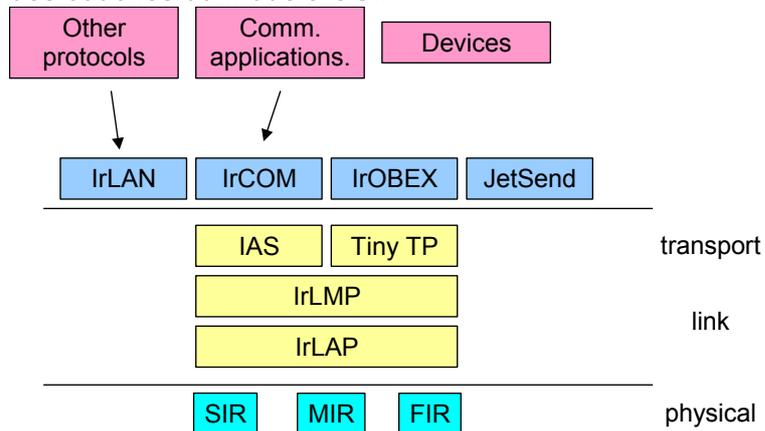 Other
protocols
Comm.
applications.
Devices
IrLAN
IrCOM
IrOBEX
JetSend
IAS
Tiny TP
transport
IrLMP
link
IrLAP
SIR
MIR
FIR
physical